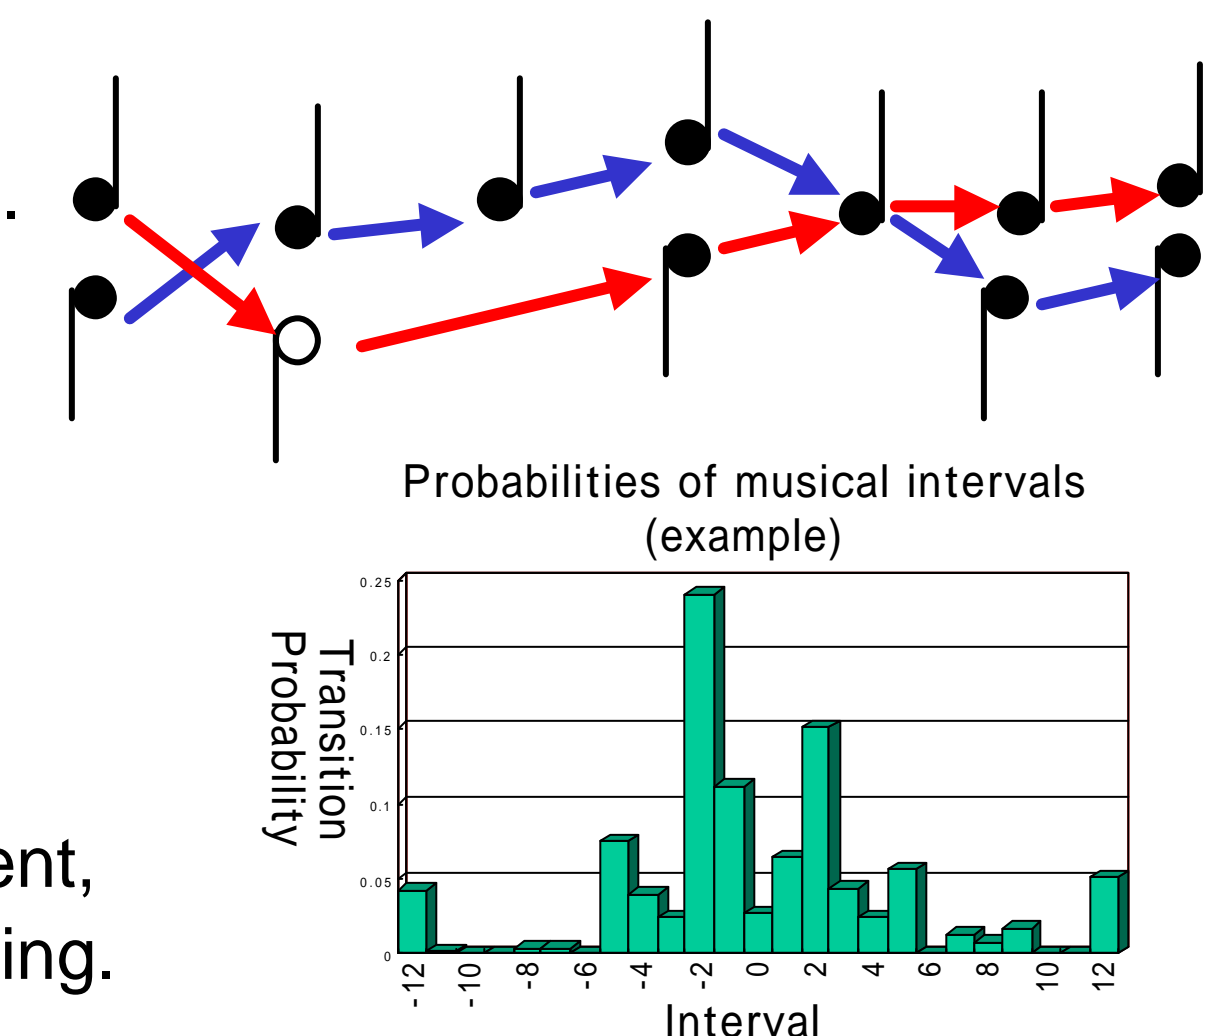 .
Probabilities of musical intervals
(example)
Transition
Probability
0.25
0.2
0.15
0.1
0.05
0
-12
-10
-8
-6
-4
-2
0
2
4
6
8
10
12
Interval
ent,
ing.